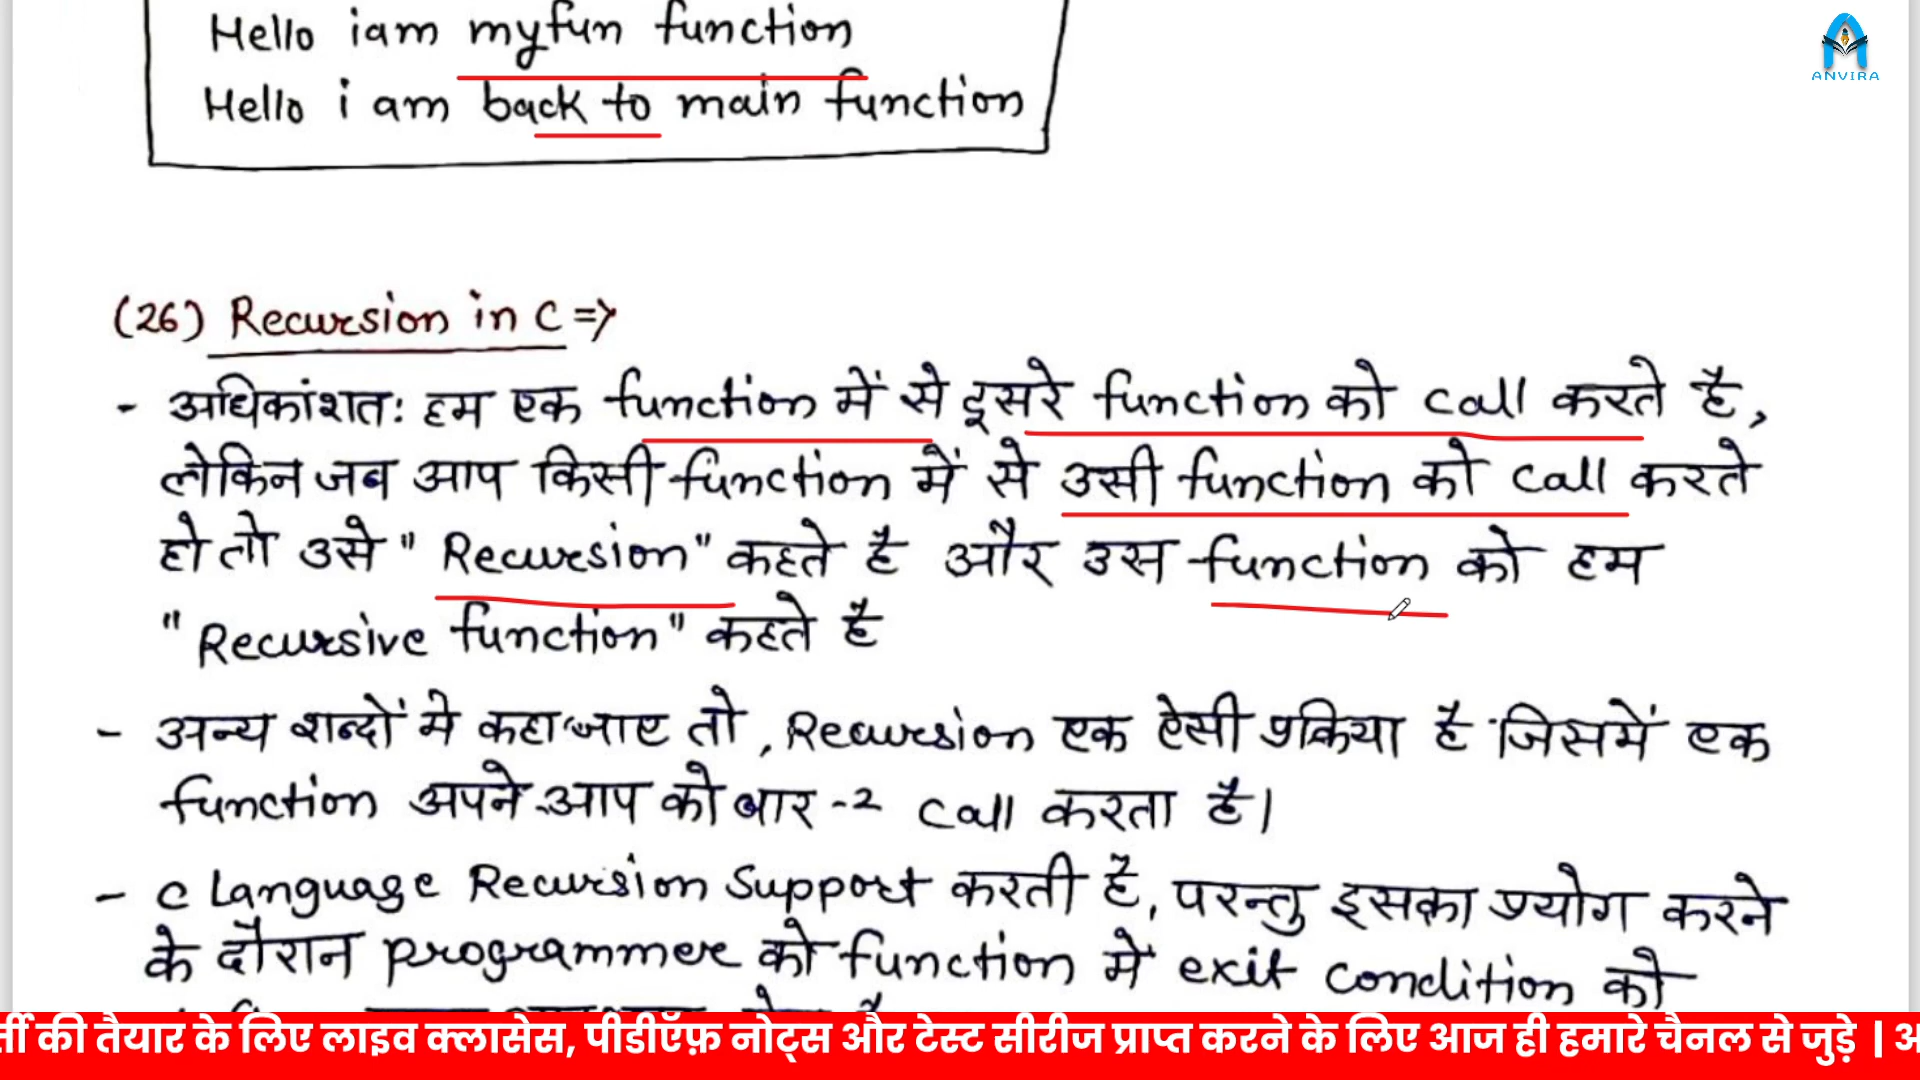 Hello iam myfun function
Hello i am back to main function
ANVIRA
(26) Recursion in C =>
- अधिकांशतः हम एक function में से दूसरे function को call करते है,
लेकिन जब आप किसी function में से उसी function को call करते
हो तो उसे " Recursion" कहते है और उस function को हम
" Recursive function" कहते है
- अन्य शब्दों मे कहा जाए तो, Recursion एक ऐसी प्रक्रिया है जिसमें एक
function अपने आप को बार -2 call करता है।
- C Language Recursion Support करती है, परन्तु इसका प्रयोग करने
के दौरान programmer को function में exit condition को
र्ती की तैयार के लिए लाइव क्लासेस, पीडीऍफ़ नोट्स और टेस्ट सीरीज प्राप्त करने के लिए आज ही हमारे चैनल से जुड़े | अ